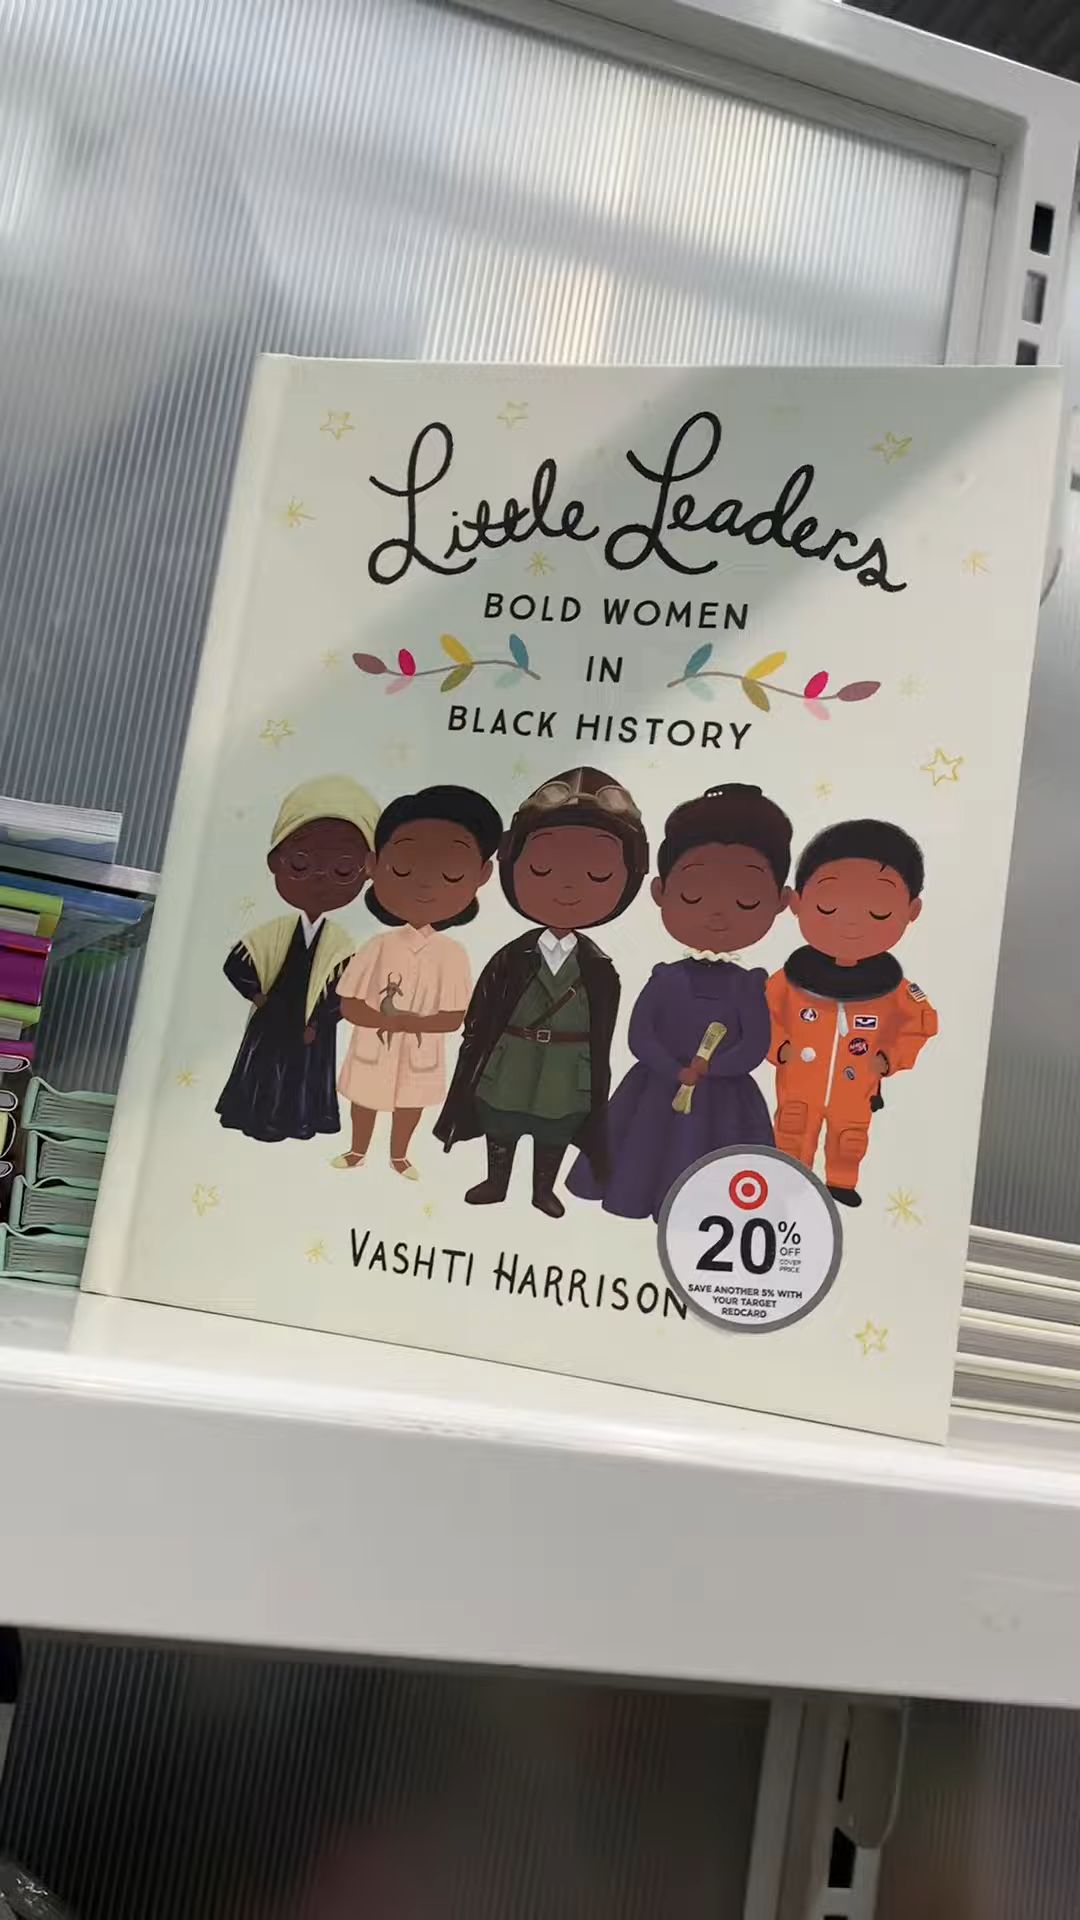 Little Leaders
BOLD WOMEN
IN
BLACK HISTORY
VASHTI HARRISON
20% OFF
COVER PRICE
SAVE ANOTHER 5% WITH
YOUR TARGET
REDCARD